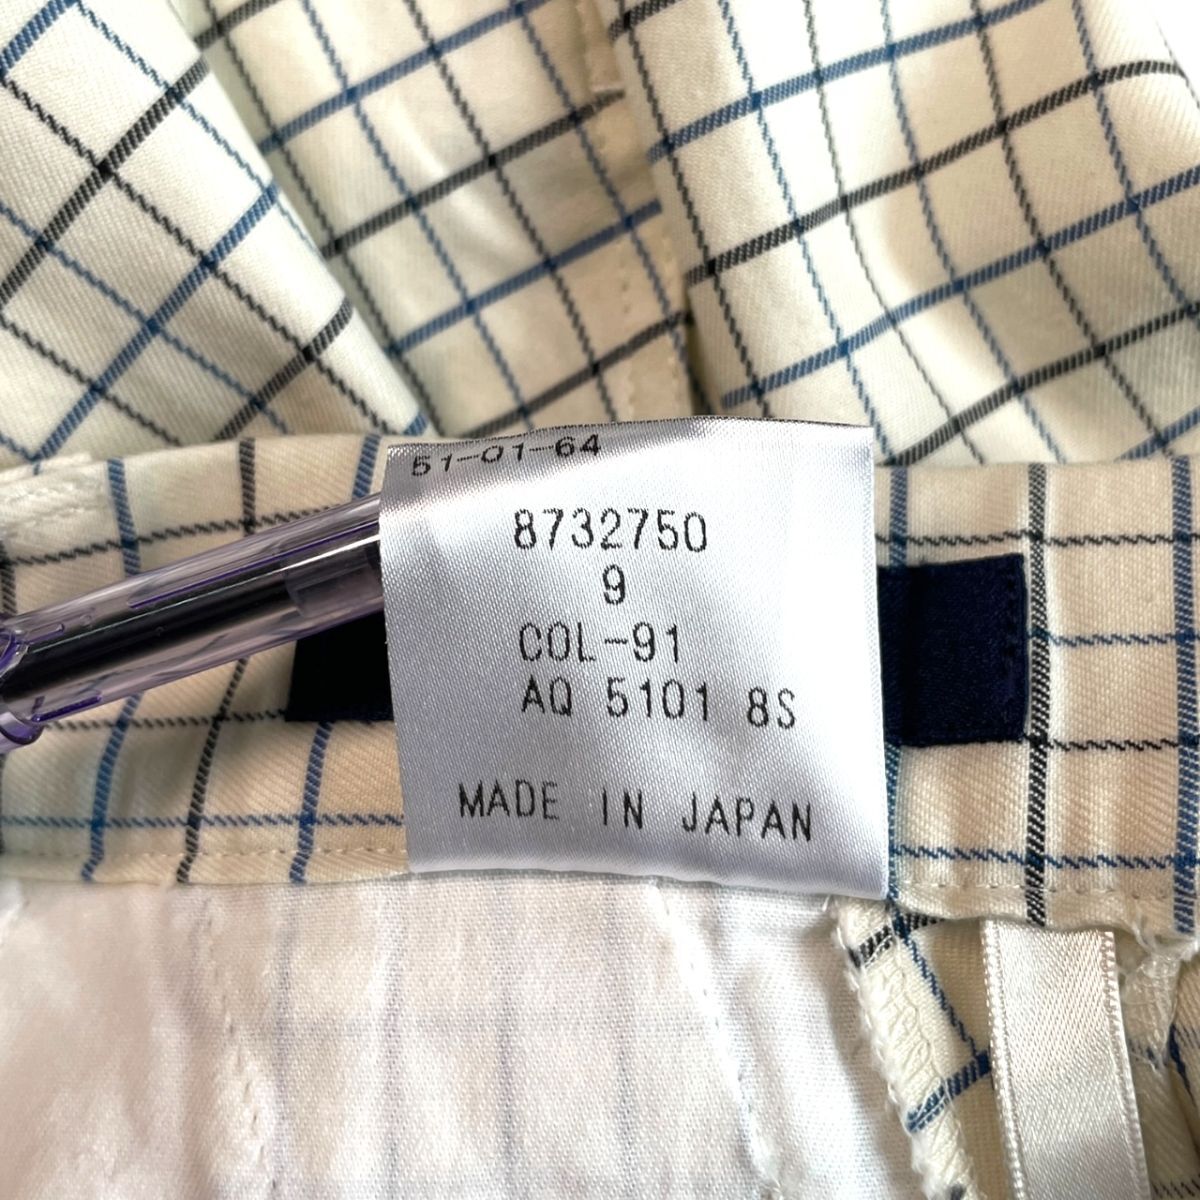 51-01-64
8732750
9
COL-91
AQ 5101 8S
MADE IN JAPAN